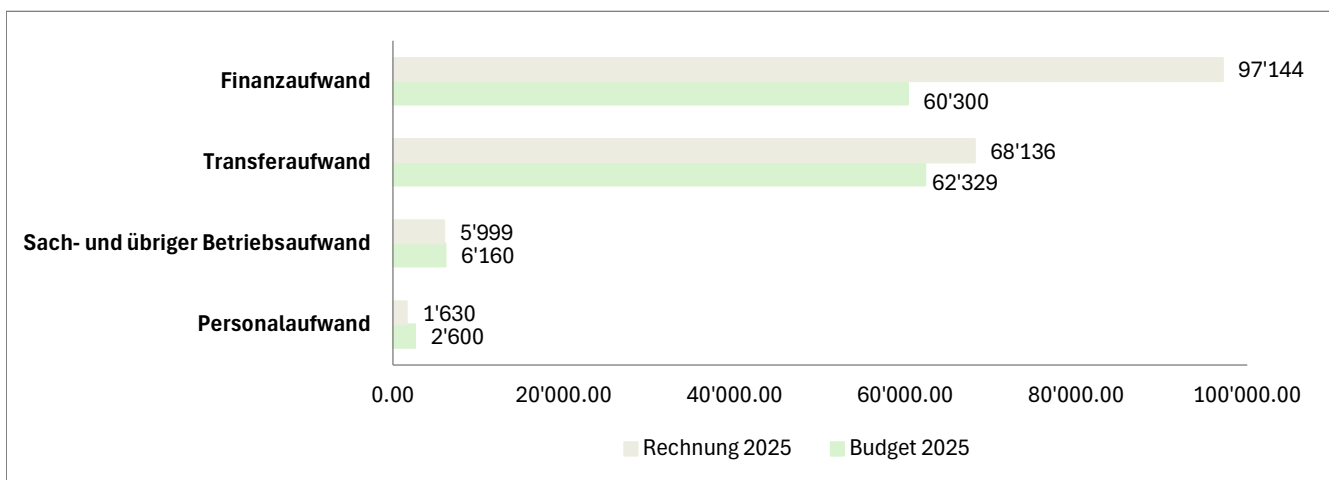 Finanzaufwand
97'144
60'300
Transferaufwand
68'136
62'329
Sach- und übriger Betriebsaufwand
5'999
6'160
Personalaufwand
1'630
2'600
0.00 20'000.00 40'000.00 60'000.00 80'000.00 100'000.00
Rechnung 2025 Budget 2025